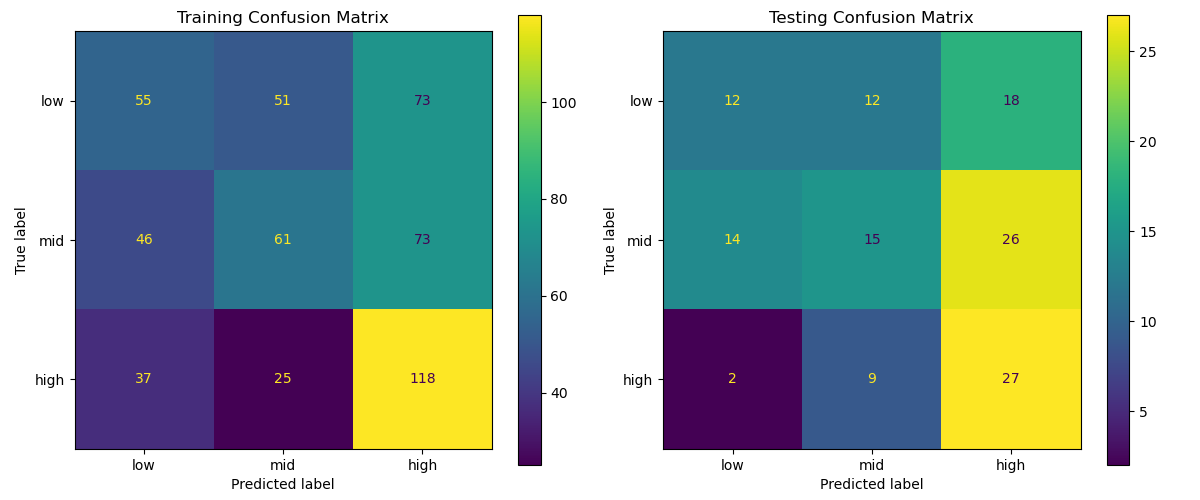 Training Confusion Matrix
True label
low
mid
high
55 51 73
46 61 73
37 25 118
low mid high
Predicted label
100
80
60
40
Testing Confusion Matrix
True label
low
mid
high
12 12 18
14 15 26
2 9 27
low mid high
Predicted label
25
20
15
10
5